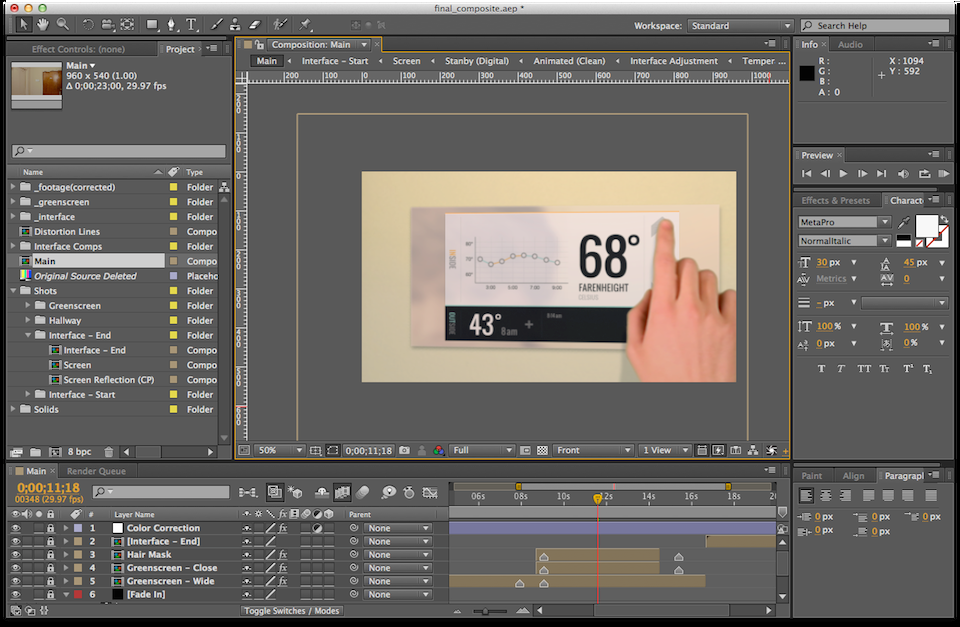 final_composite.aep *
Workspace: Standard
Search Help
Effect Controls: (none)
Project
Main
960 x 540 (1.00)
Δ 0;00;23;00, 29.97 fps
Name Type
_footage(corrected) Folder
_greenscreen Folder
_interface Folder
Distortion Lines Compo
Interface Comps Folder
Main Compo
Original Source Deleted Placeho
Shots Folder
Greenscreen Folder
Hallway Folder
Interface – End Folder
Interface – End Compo
Screen Compo
Screen Reflection (CP) Compo
Interface – Start Folder
Solids Folder
8 bpc
Composition: Main
Main Interface – Start Screen Stanby (Digital) Animated (Clean) Interface Adjustment Temper ...
200 100 0 100 200 300 400 500 600 700 800 900 1000
INSIDE
3:00 5:00 7:00 9:00
68°
FARENHEIGHT
CELSIUS
OUTSIDE
43°
8am
+
50% 0;00;11;18 Full Front 1 View
Info Audio
R: X: 1094
G: Y: 592
B:
A: 0
Preview
Effects & Presets Charact
MetaPro
NormalItalic
30 px 45 px
Metrics 0
– px
100% 100%
0 px 0%
T T TT Tr T¹ T₁
Main Render Queue
0;00;11;18
00348 (29.97 fps)
06s 08s 10s 12s 14s 16s 18s 20
# Layer Name Parent
1 Color Correction None
2 [Interface – End] None
3 Hair Mask None
4 Greenscreen – Close None
5 Greenscreen – Wide None
6 [Fade In] None
Toggle Switches / Modes
Paint Align Paragraph
0 px 0 px 0 px
0 px 0 px